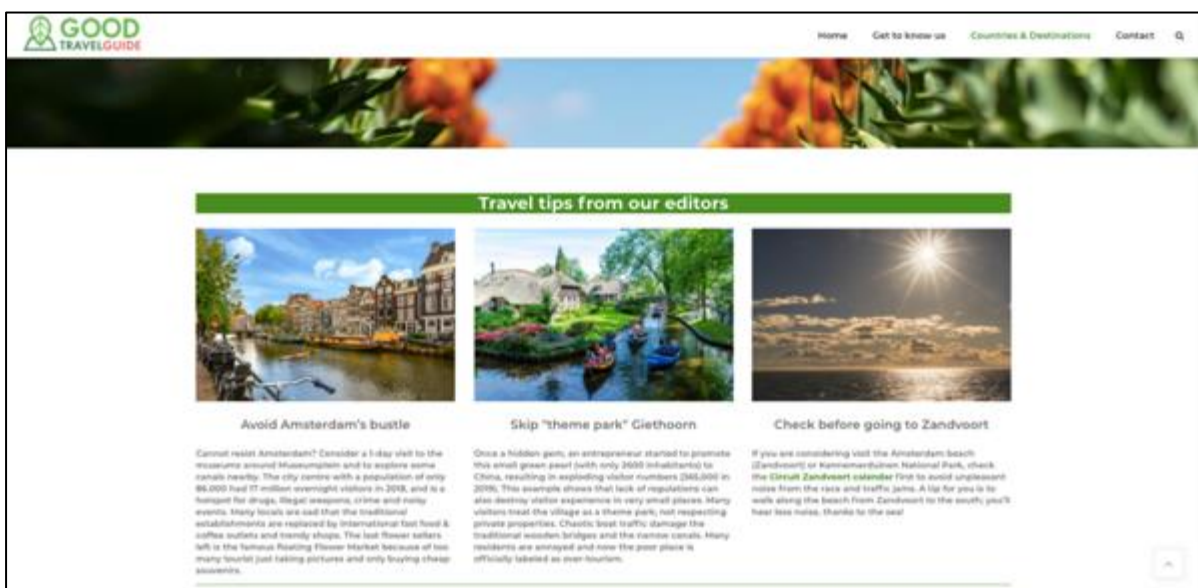 GOOD
TRAVELGUIDE
Home Get to know us Countries & Destinations Contact
Travel tips from our editors
Avoid Amsterdam's bustle
Cannot resist Amsterdam? Consider a 1-day visit to the
museums around Museumplein and to explore some
canals nearby. The city centre with a population of only
86.000 had 17 million overnight visitors in 2018, and is a
hotspot for drugs, illegal weapons, crime and noisy
events. Many locals are sad that the traditional
establishments are replaced by international fast food &
coffee outlets and trendy shops. The last flower sellers
left is the famous floating Flower Market because of too
many tourist just taking pictures and only buying cheap
souvenirs.
Skip "theme park" Giethoorn
Once a hidden gem, an entrepreneur started to promote
this small green pearl (with only 2600 inhabitants) to
China, resulting in exploding visitor numbers (365,000 in
2019). This example shows that lack of regulations can
also destroy visitor experience in very small places. Many
visitors treat the village as a theme park, not respecting
private properties. Chaotic boat traffic damage the
traditional wooden bridges and the narrow canals. Many
residents are annoyed and now the poor place is
officially labeled as over-tourism.
Check before going to Zandvoort
If you are considering visit the Amsterdam beach
(Zandvoort) or Kennemerduinen National Park, check
the Circuit Zandvoort calendar first to avoid unpleasant
noise from the race and traffic jams. A tip for you is to
walk along the beach from Zandvoort to the south; you'll
hear less noise, thanks to the sea!